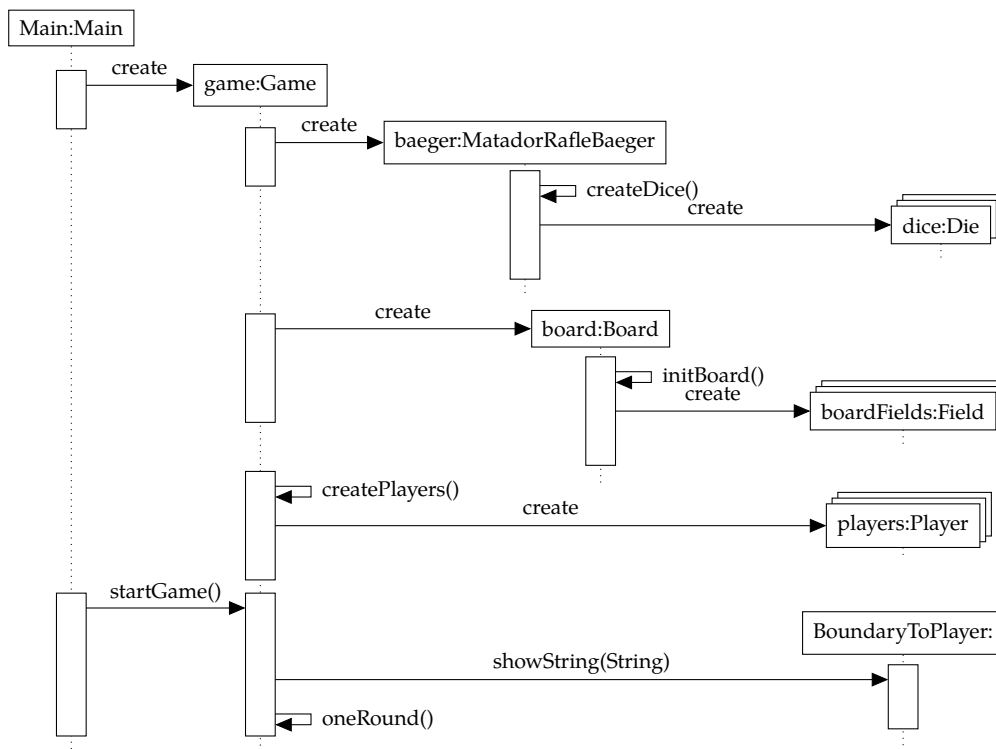 Main:Main
create
game:Game
create
baeger:MatadorRafleBaeger
createDice()
create
dice:Die
create
board:Board
initBoard()
create
boardFields:Field
createPlayers()
create
players:Player
startGame()
BoundaryToPlayer:
showString(String)
oneRound()